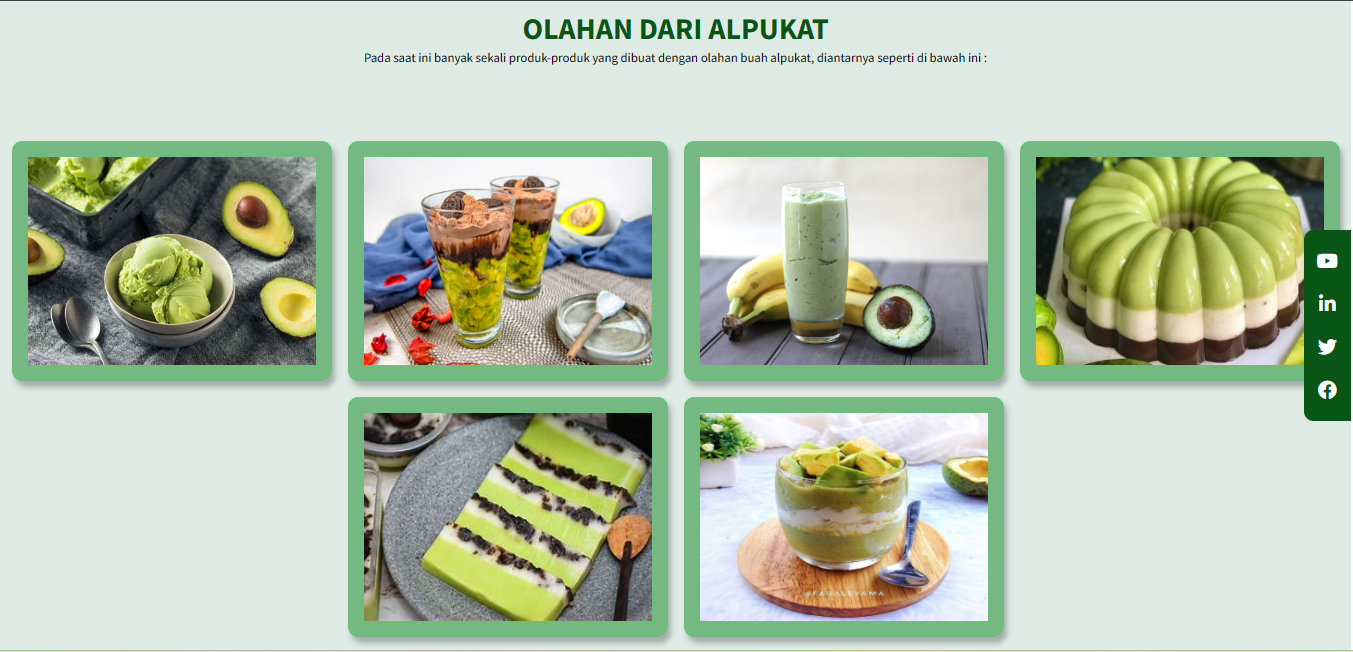 OLAHAN DARI ALPUKAT
Pada saat ini banyak sekali produk-produk yang dibuat dengan olahan buah alpukat, diantarnya seperti di bawah ini :